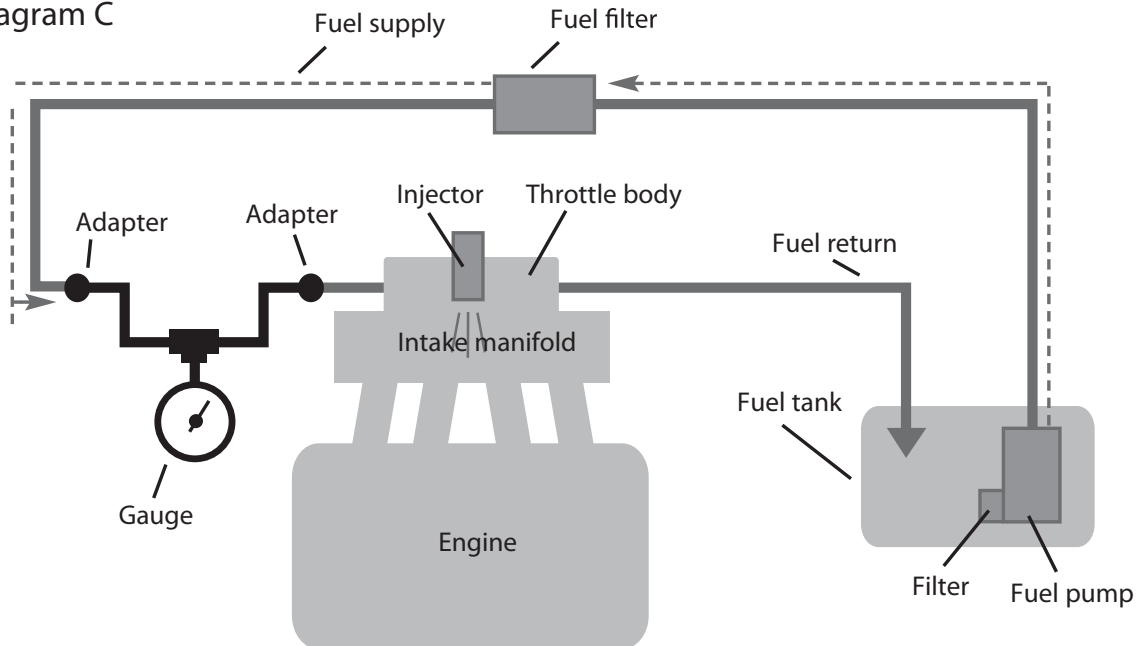 agram C
Fuel supply
Fuel filter
Injector
Throttle body
Adapter
Adapter
Fuel return
Intake manifold
Fuel tank
Gauge
Engine
Filter
Fuel pump